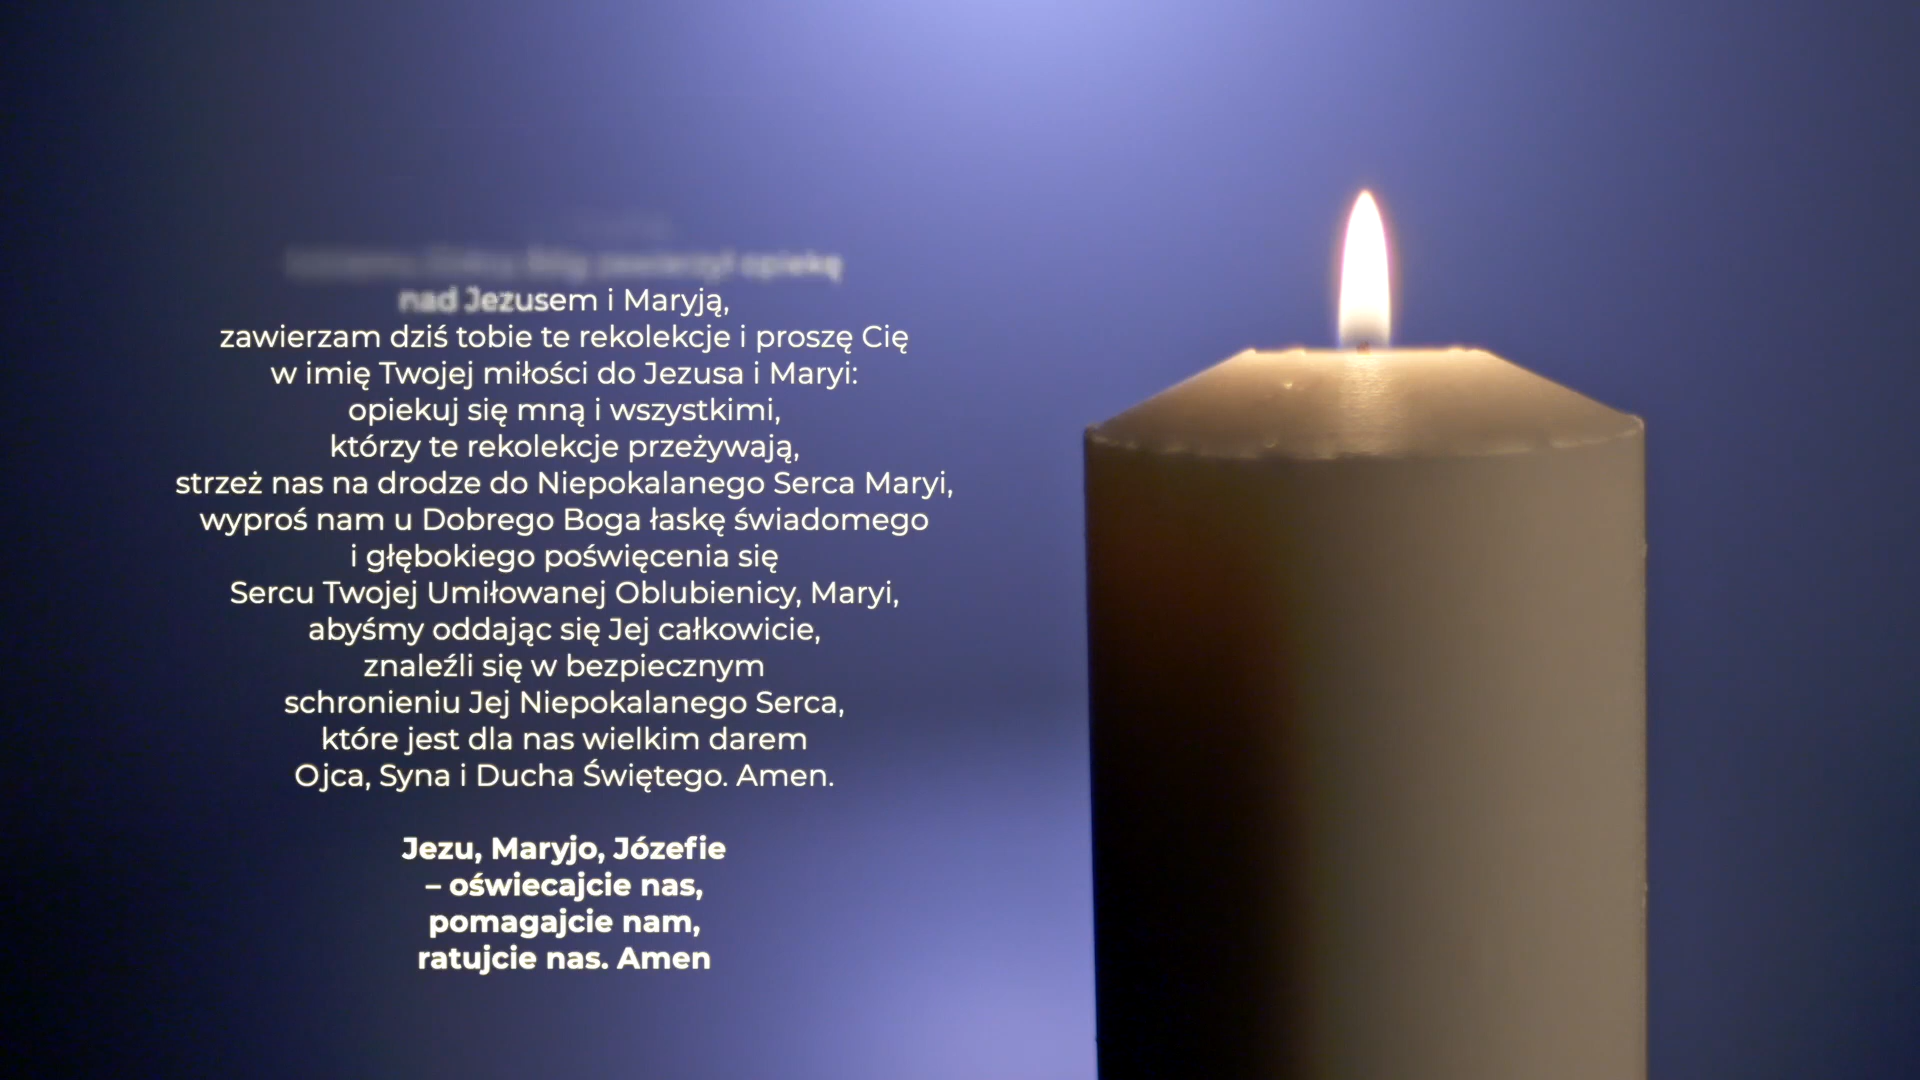 zawierzył opiekę
nad Jezusem i Maryją,
zawierzam dziś tobie te rekolekcje i proszę Cię
w imię Twojej miłości do Jezusa i Maryi:
opiekuj się mną i wszystkimi,
którzy te rekolekcje przeżywają,
strzeż nas na drodze do Niepokalanego Serca Maryi,
wyproś nam u Dobrego Boga łaskę świadomego
i głębokiego poświęcenia się
Sercu Twojej Umiłowanej Oblubienicy, Maryi,
abyśmy oddając się Jej całkowicie,
znaleźli się w bezpiecznym
schronieniu Jej Niepokalanego Serca,
które jest dla nas wielkim darem
Ojca, Syna i Ducha Świętego. Amen.
Jezu, Maryjo, Józefie
– oświecajcie nas,
pomagajcie nam,
ratujcie nas. Amen